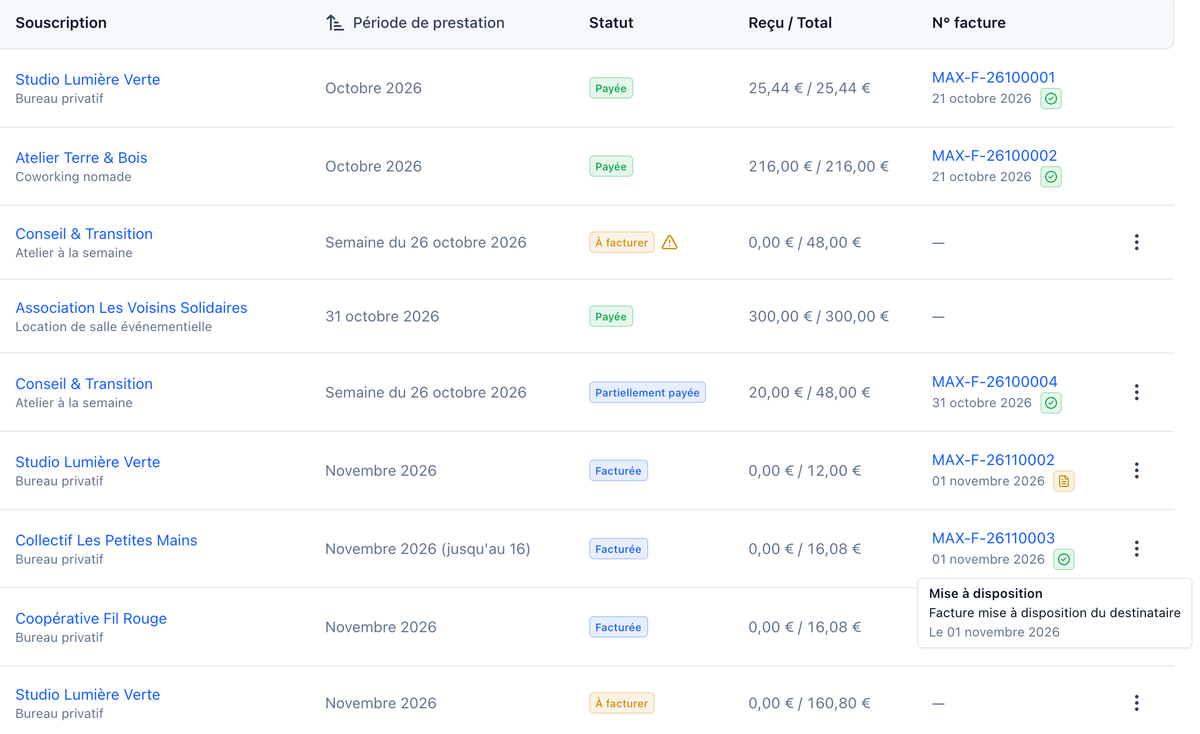 Souscription
Période de prestation
Statut
Reçu / Total
N° facture
Studio Lumière Verte
Bureau privatif
Octobre 2026
Payée
25,44 € / 25,44 €
MAX-F-26100001
21 octobre 2026
Atelier Terre & Bois
Coworking nomade
Octobre 2026
Payée
216,00 € / 216,00 €
MAX-F-26100002
21 octobre 2026
Conseil & Transition
Atelier à la semaine
Semaine du 26 octobre 2026
À facturer
0,00 € / 48,00 €
—
Association Les Voisins Solidaires
Location de salle événementielle
31 octobre 2026
Payée
300,00 € / 300,00 €
—
Conseil & Transition
Atelier à la semaine
Semaine du 26 octobre 2026
Partiellement payée
20,00 € / 48,00 €
MAX-F-26100004
31 octobre 2026
Studio Lumière Verte
Bureau privatif
Novembre 2026
Facturée
0,00 € / 12,00 €
MAX-F-26110002
01 novembre 2026
Collectif Les Petites Mains
Bureau privatif
Novembre 2026 (jusqu'au 16)
Facturée
0,00 € / 16,08 €
MAX-F-26110003
01 novembre 2026
Coopérative Fil Rouge
Bureau privatif
Novembre 2026
Facturée
0,00 € / 16,08 €
Mise à disposition
Facture mise à disposition du destinataire
Le 01 novembre 2026
Studio Lumière Verte
Bureau privatif
Novembre 2026
À facturer
0,00 € / 160,80 €
—